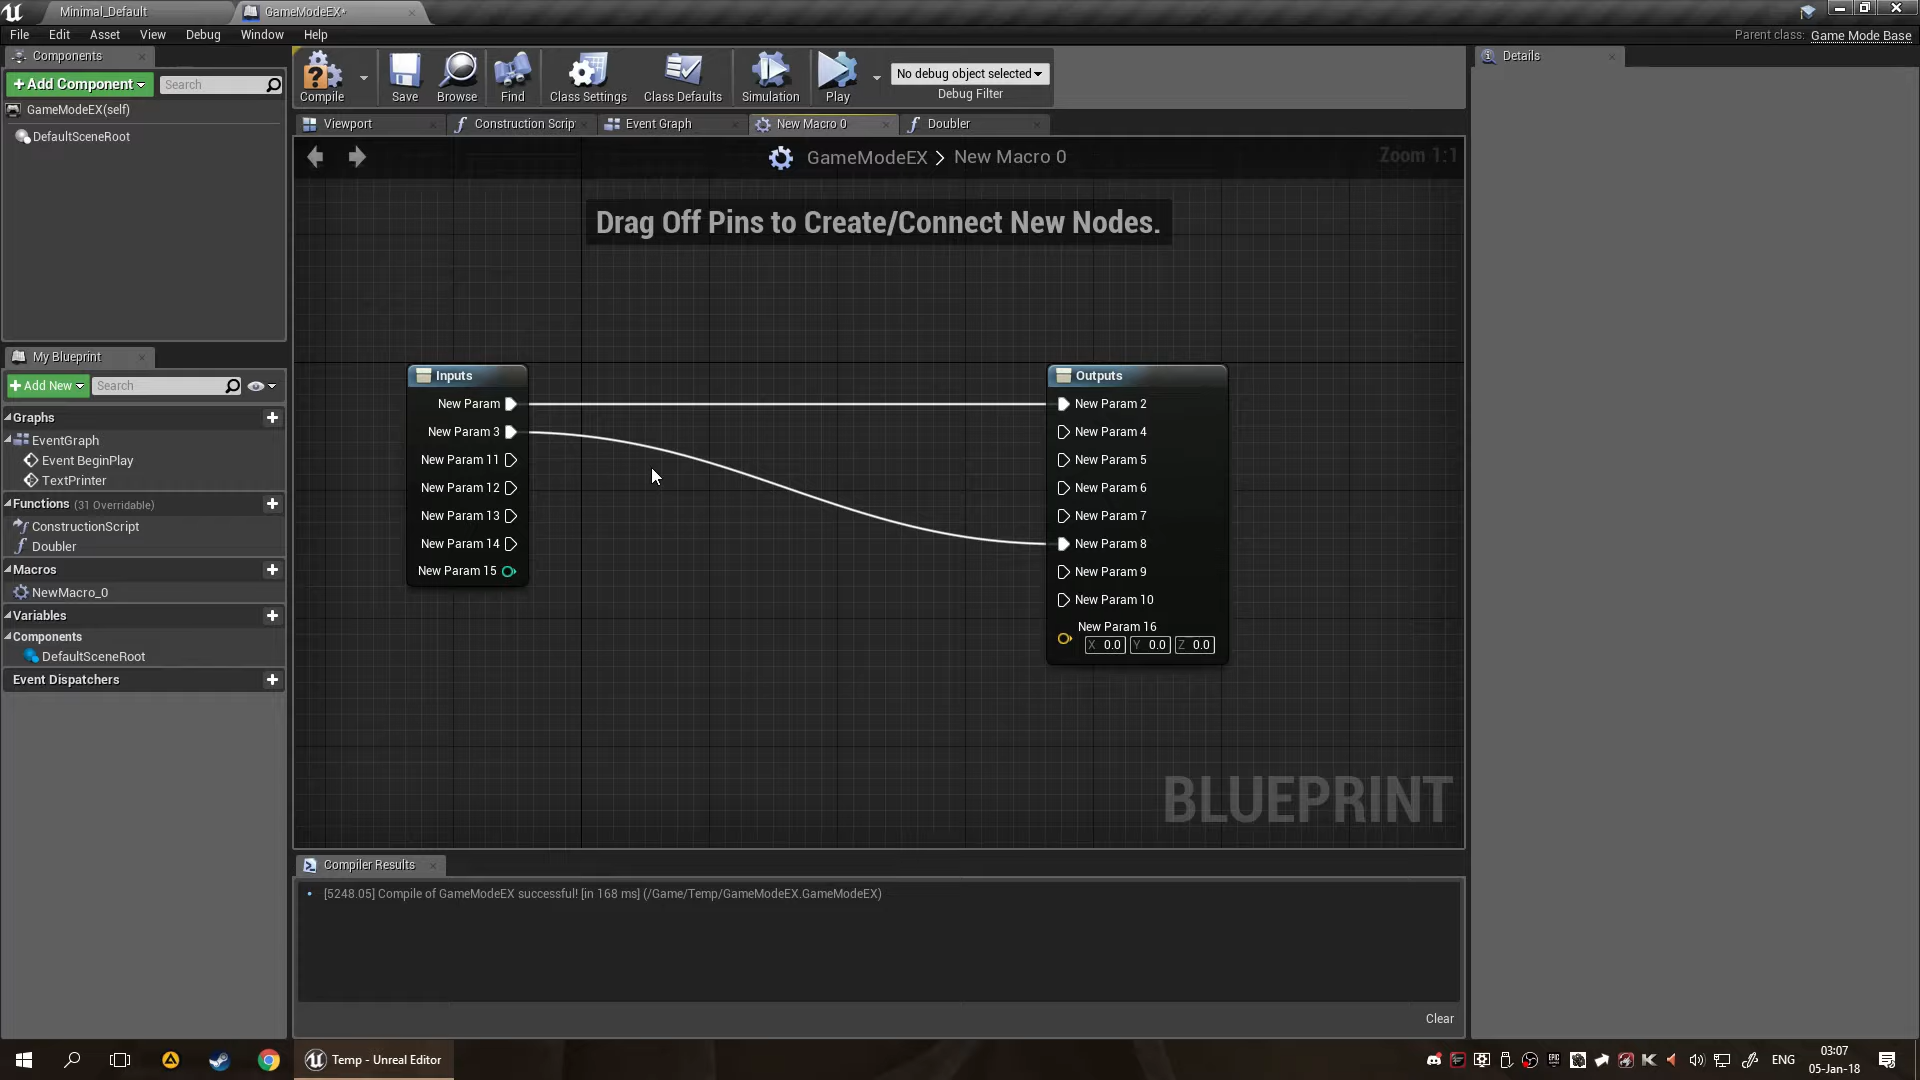 Minimal_Default
GameModeEX*
File Edit Asset View Debug Window Help
Parent class: Game Mode Base
Components
+Add Component
Search
GameModeEX(self)
DefaultSceneRoot
Compile
Save
Browse
Find
Class Settings
Class Defaults
Simulation
Play
No debug object selected
Debug Filter
Details
Viewport
Construction Scrip
Event Graph
New Macro 0
Doubler
GameModeEX > New Macro 0
Zoom 1:1
Drag Off Pins to Create/Connect New Nodes.
Inputs
New Param
New Param 3
New Param 11
New Param 12
New Param 13
New Param 14
New Param 15
Outputs
New Param 2
New Param 4
New Param 5
New Param 6
New Param 7
New Param 8
New Param 9
New Param 10
New Param 16
X 0.0 Y 0.0 Z 0.0
BLUEPRINT
My Blueprint
+Add New
Search
Graphs
EventGraph
Event BeginPlay
TextPrinter
Functions (31 Overridable)
ConstructionScript
Doubler
Macros
NewMacro_0
Variables
Components
DefaultSceneRoot
Event Dispatchers
Compiler Results
[5248.05] Compile of GameModeEX successful! [in 168 ms] (/Game/Temp/GameModeEX.GameModeEX)
Clear
Temp - Unreal Editor
ENG
03:07
05-Jan-18